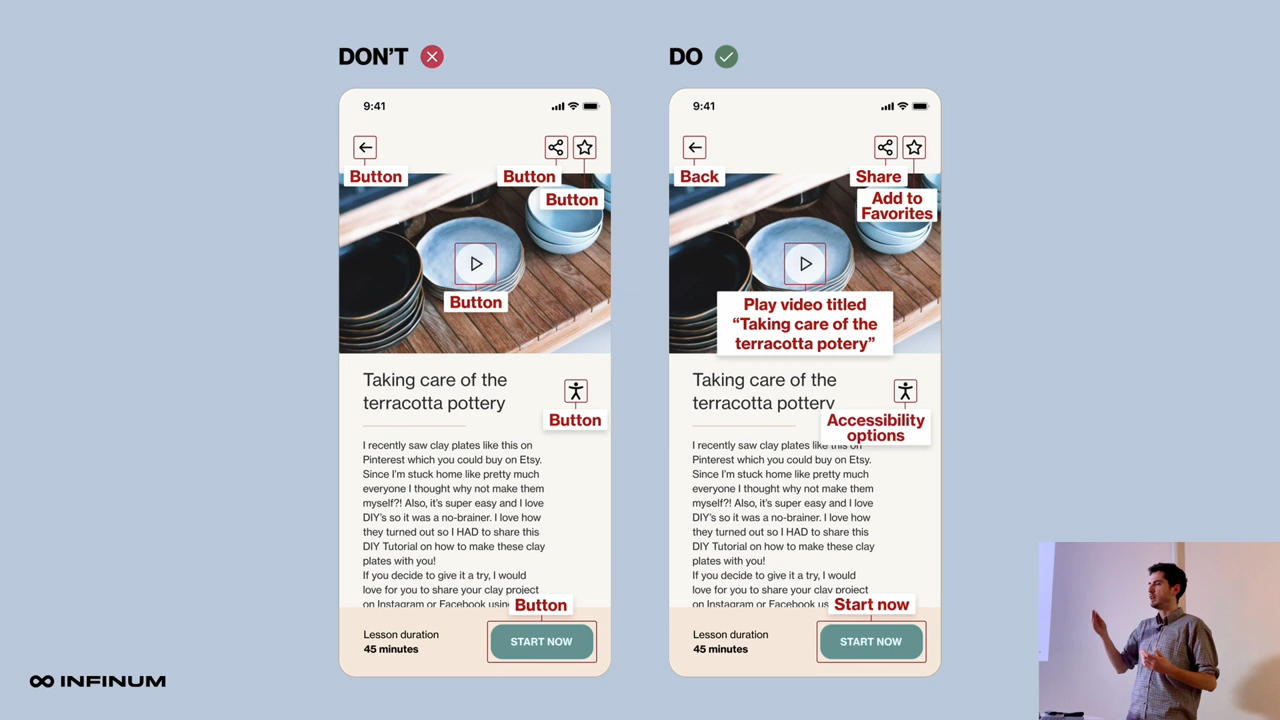 DON'T
9:41
Button
Button
Button
Button
Taking care of the
terracotta pottery
Button
I recently saw clay plates like this on
Pinterest which you could buy on Etsy.
Since I'm stuck home like pretty much
everyone I thought why not make them
myself?! Also, it's super easy and I love
DIY's so it was a no-brainer. I love how
they turned out so I HAD to share this
DIY Tutorial on how to make these clay
plates with you!
If you decide to give it a try, I would
love for you to share your clay project
on Instagram or Facebook using
Button
Lesson duration
45 minutes
START NOW
DO
9:41
Back
Share
Add to
Favorites
Play video titled
“Taking care of the
terracotta potery”
Taking care of the
terracotta pottery
Accessibility
options
I recently saw clay plates like this on
Pinterest which you could buy on Etsy.
Since I'm stuck home like pretty much
everyone I thought why not make them
myself?! Also, it's super easy and I love
DIY's so it was a no-brainer. I love how
they turned out so I HAD to share this
DIY Tutorial on how to make these clay
plates with you!
If you decide to give it a try, I would
love for you to share your clay project
on Instagram or Facebook
Start now
Lesson duration
45 minutes
START NOW
INFINUM